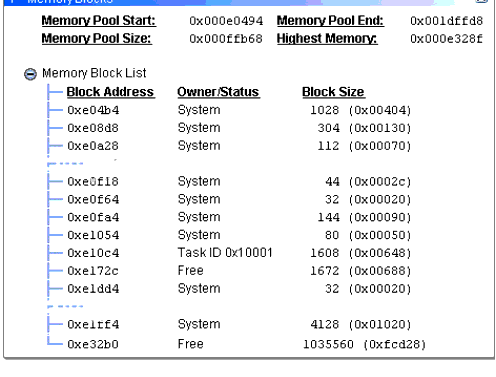 Memory Blocks
Memory Pool Start: 0x000e0494 Memory Pool End: 0x001dffd8
Memory Pool Size: 0x000ffb68 Highest Memory: 0x000e328f
Memory Block List
Block Address Owner/Status Block Size
0xe04b4 System 1028 (0x00404)
0xe08d8 System 304 (0x00130)
0xe0a28 System 112 (0x00070)
0xe0f18 System 44 (0x0002c)
0xe0f64 System 32 (0x00020)
0xe0fa4 System 144 (0x00090)
0xe1054 System 80 (0x00050)
0xe10c4 Task ID 0x10001 1608 (0x00648)
0xe172c Free 1672 (0x00688)
0xe1dd4 System 32 (0x00020)
0xe1ff4 System 4128 (0x01020)
0xe32b0 Free 1035560 (0xfcd28)